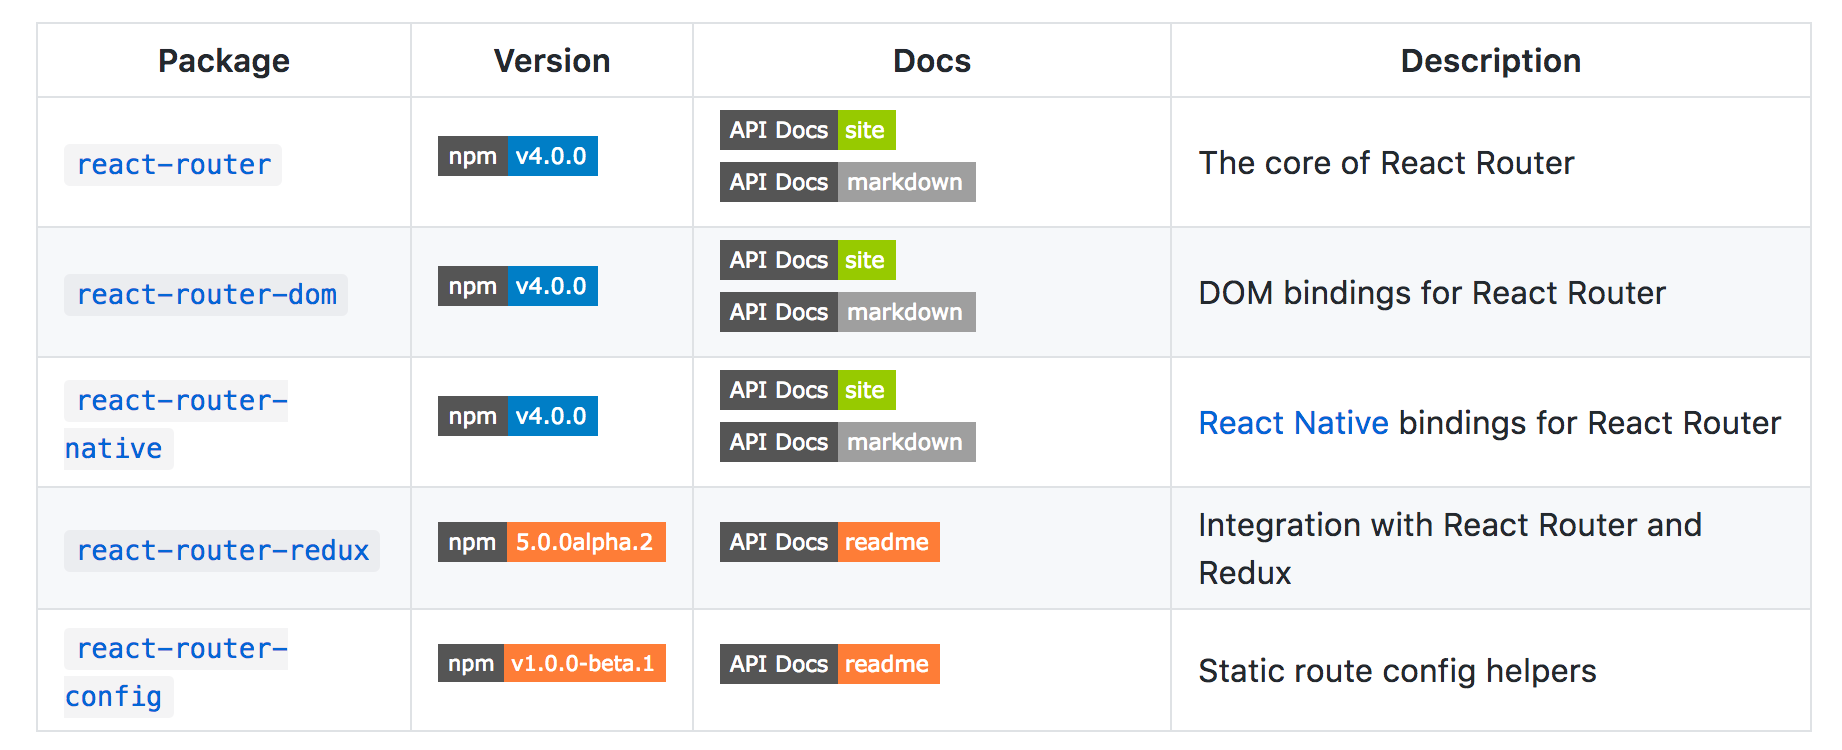 Package Version Docs Description
react-router npm v4.0.0 API Docs site The core of React Router
API Docs markdown
react-router-dom npm v4.0.0 API Docs site DOM bindings for React Router
API Docs markdown
react-router- npm v4.0.0 API Docs site React Native bindings for React Router
native API Docs markdown
react-router-redux npm 5.0.0alpha.2 API Docs readme Integration with React Router and
Redux
react-router- npm v1.0.0-beta.1 API Docs readme Static route config helpers
config